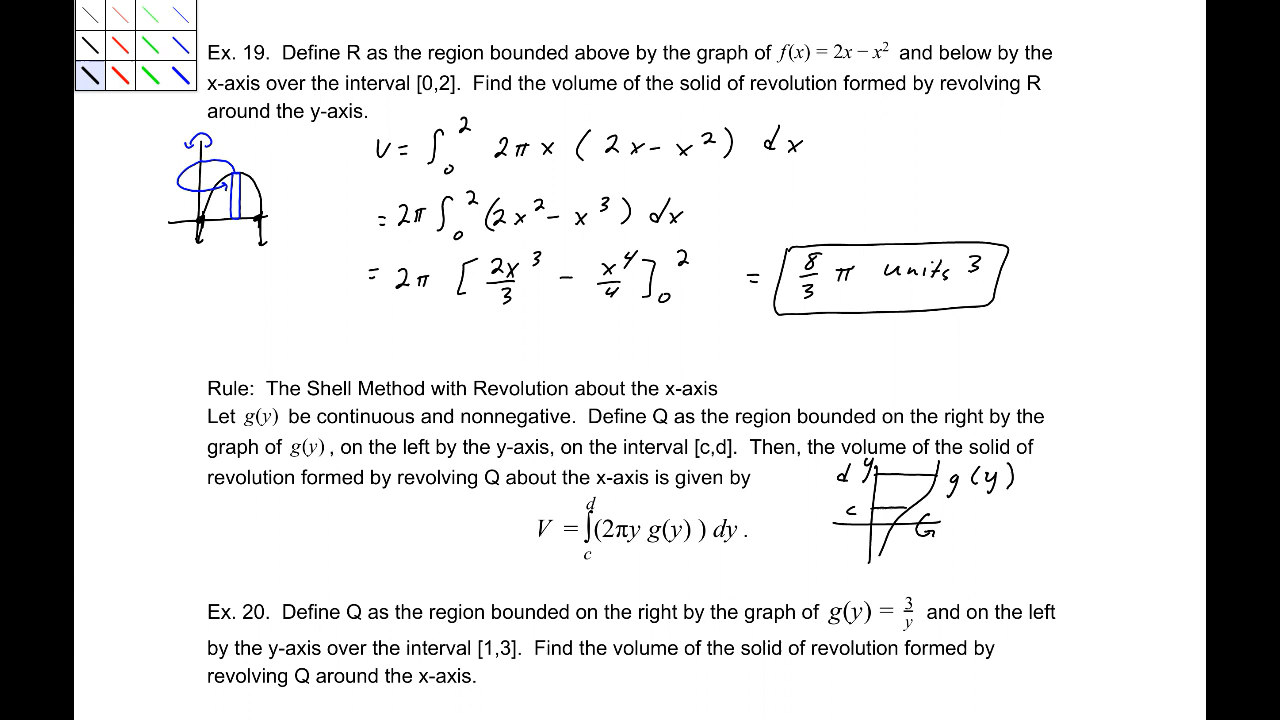 Ex. 19. Define R as the region bounded above by the graph of f(x) = 2x − x² and below by the
x-axis over the interval [0,2]. Find the volume of the solid of revolution formed by revolving R
around the y-axis.
V = ∫₀² 2π x (2x − x²) dx
= 2π ∫₀² (2x² − x³) dx
= 2π [2x³/3 − x⁴/4]₀² = 8/3 π units 3
Rule: The Shell Method with Revolution about the x-axis
Let g(y) be continuous and nonnegative. Define Q as the region bounded on the right by the
graph of g(y), on the left by the y-axis, on the interval [c,d]. Then, the volume of the solid of
revolution formed by revolving Q about the x-axis is given by
d y g(y)
c
V = ∫_c^d (2πy g(y)) dy.
Ex. 20. Define Q as the region bounded on the right by the graph of g(y) = 3/y and on the left
by the y-axis over the interval [1,3]. Find the volume of the solid of revolution formed by
revolving Q around the x-axis.